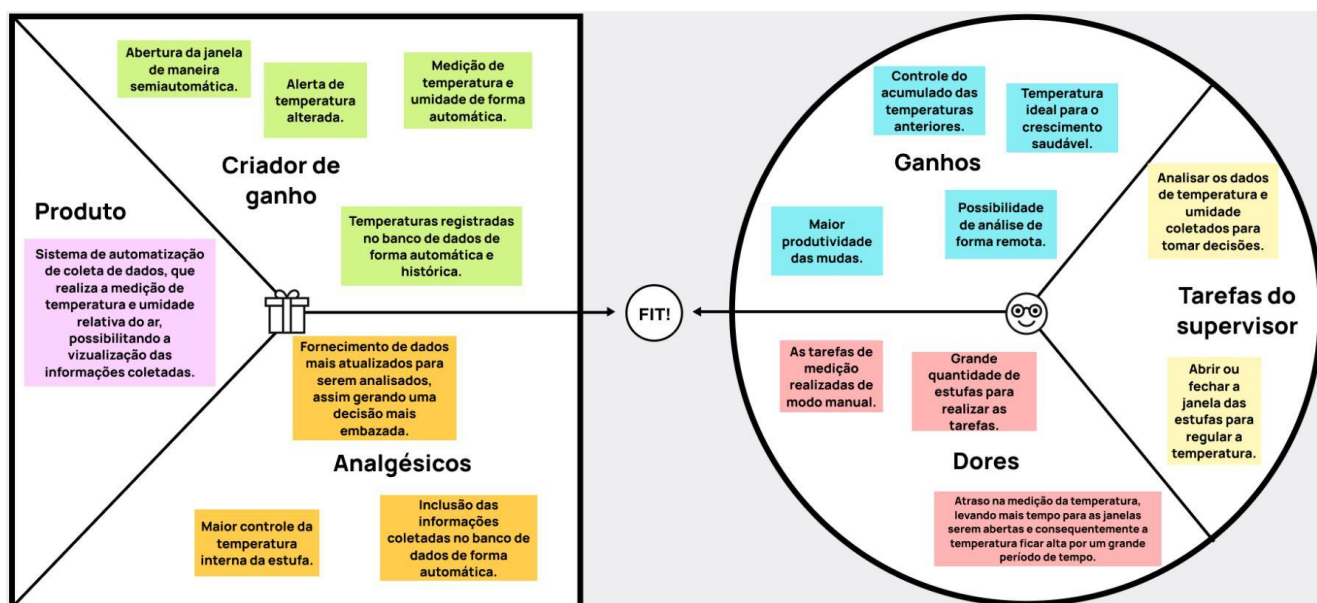 Abertura da janela
de maneira
semiautomática.
Alerta de
temperatura
alterada.
Medição de
temperatura e
umidade de forma
automática.
Criador de
ganho
Produto
Sistema de automatização
de coleta de dados, que
realiza a medição de
temperatura e umidade
relativa do ar,
possibilitando a
vizualização das
informações coletadas.
Temperaturas registradas
no banco de dados de
forma automática e
histórica.
Fornecimento de dados
mais atualizados para
serem analisados,
assim gerando uma
decisão mais
embazada.
Analgésicos
Maior controle da
temperatura
interna da estufa.
Inclusão das
informações
coletadas no banco de
dados de forma
automática.
FIT!
Controle do
acumulado das
temperaturas
anteriores.
Temperatura
ideal para o
crescimento
saudável.
Ganhos
Maior
produtividade
das mudas.
Possibilidade
de análise de
forma remota.
Analisar os dados
de temperatura e
umidade
coletados para
tomar decisões.
Tarefas do
supervisor
Abrir ou
fechar a
janela das
estufas para
regular a
temperatura.
As tarefas de
medição
realizadas de
modo manual.
Grande
quantidade de
estufas para
realizar as
tarefas.
Dores
Atraso na medição da temperatura,
levando mais tempo para as janelas
serem abertas e consequentemente a
temperatura ficar alta por um grande
período de tempo.